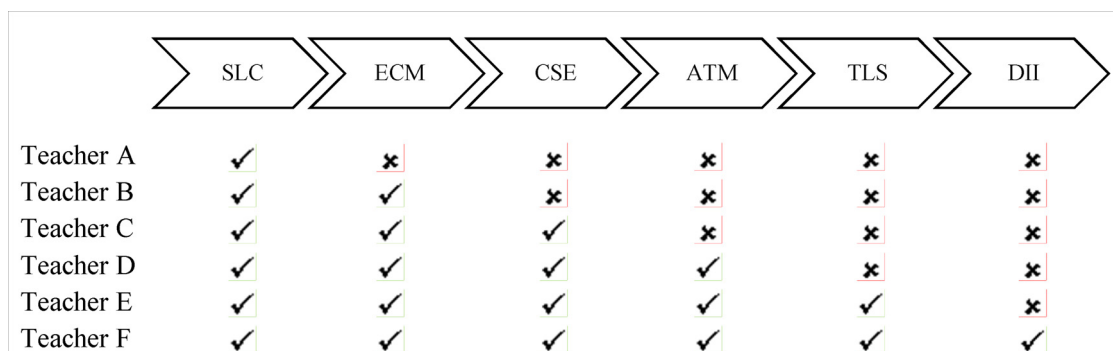 SLC ECM CSE ATM TLS DII
Teacher A ✓ ✗ ✗ ✗ ✗ ✗
Teacher B ✓ ✓ ✗ ✗ ✗ ✗
Teacher C ✓ ✓ ✓ ✗ ✗ ✗
Teacher D ✓ ✓ ✓ ✓ ✗ ✗
Teacher E ✓ ✓ ✓ ✓ ✓ ✗
Teacher F ✓ ✓ ✓ ✓ ✓ ✓